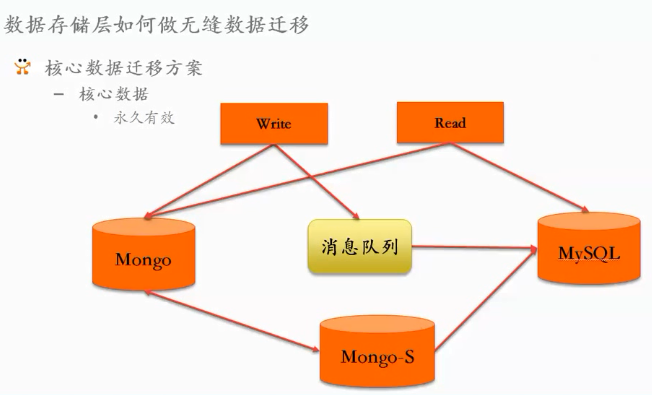 数据存储层如何做无缝数据迁移
核心数据迁移方案
– 核心数据
• 永久有效
Write
Read
Mongo
消息队列
MySQL
Mongo-S